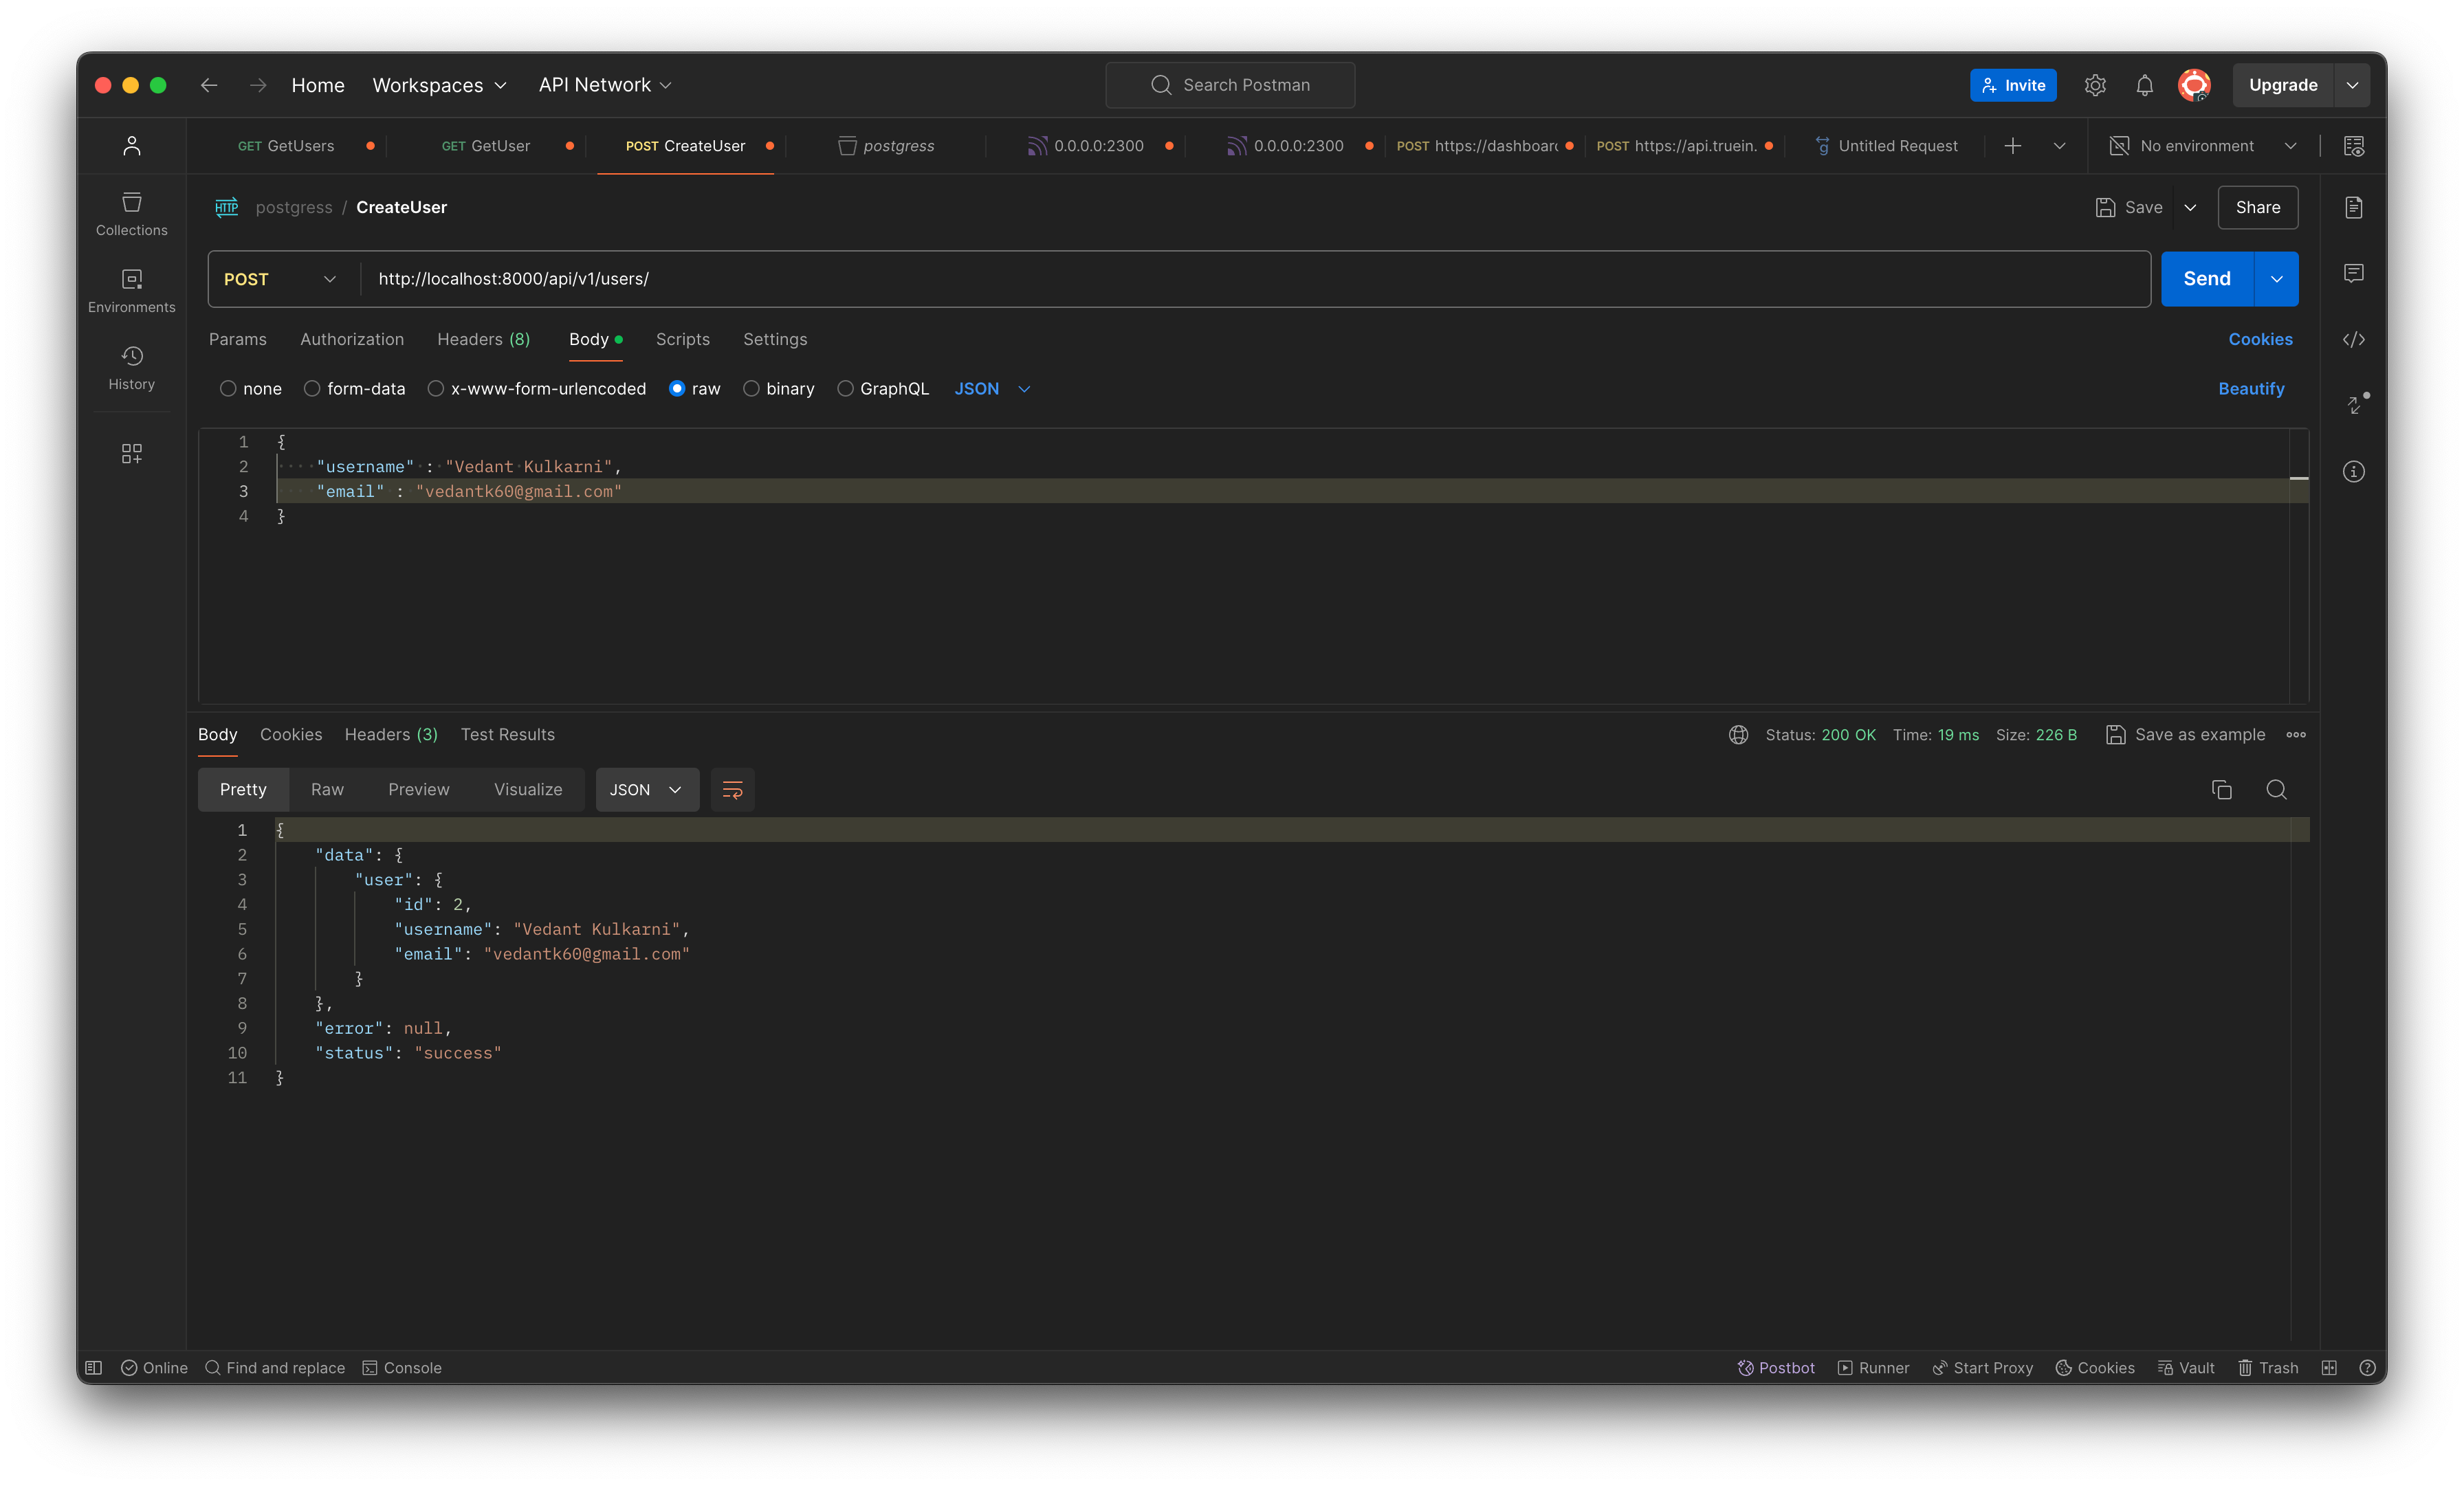 Home Workspaces API Network Search Postman Invite Upgrade
GET GetUsers GET GetUser POST CreateUser postgress 0.0.0.0:2300 0.0.0.0:2300 POST https://dashboard POST https://api.truein. Untitled Request No environment
HTTP postgress / CreateUser Save Share
Collections
POST http://localhost:8000/api/v1/users/ Send
Environments
Params Authorization Headers (8) Body Scripts Settings Cookies
History
none form-data x-www-form-urlencoded raw binary GraphQL JSON Beautify
1 {
2 "username" : "Vedant Kulkarni",
3 "email" : "vedantk60@gmail.com"
4 }
Body Cookies Headers (3) Test Results Status: 200 OK Time: 19 ms Size: 226 B Save as example
Pretty Raw Preview Visualize JSON
1 {
2 "data": {
3 "user": {
4 "id": 2,
5 "username": "Vedant Kulkarni",
6 "email": "vedantk60@gmail.com"
7 }
8 },
9 "error": null,
10 "status": "success"
11 }
Online Find and replace Console Postbot Runner Start Proxy Cookies Vault Trash